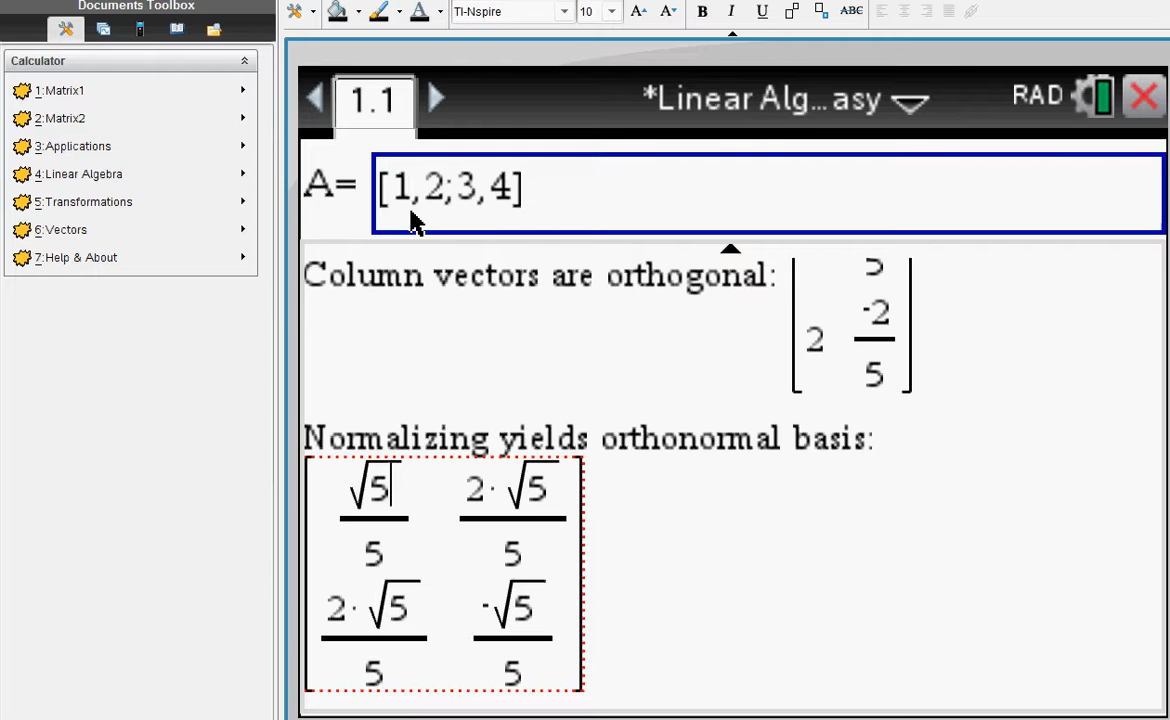 Documents Toolbox
TI-Nspire 10 A A B I U ABC
Calculator
1:Matrix1
2:Matrix2
3:Applications
4:Linear Algebra
5:Transformations
6:Vectors
7:Help & About
1.1 *Linear Alg...asy RAD
A= [1,2;3,4]
Column vectors are orthogonal: [ 5
2 -2/5 ]
Normalizing yields orthonormal basis:
[ √5/5 2·√5/5
2·√5/5 -√5/5 ]